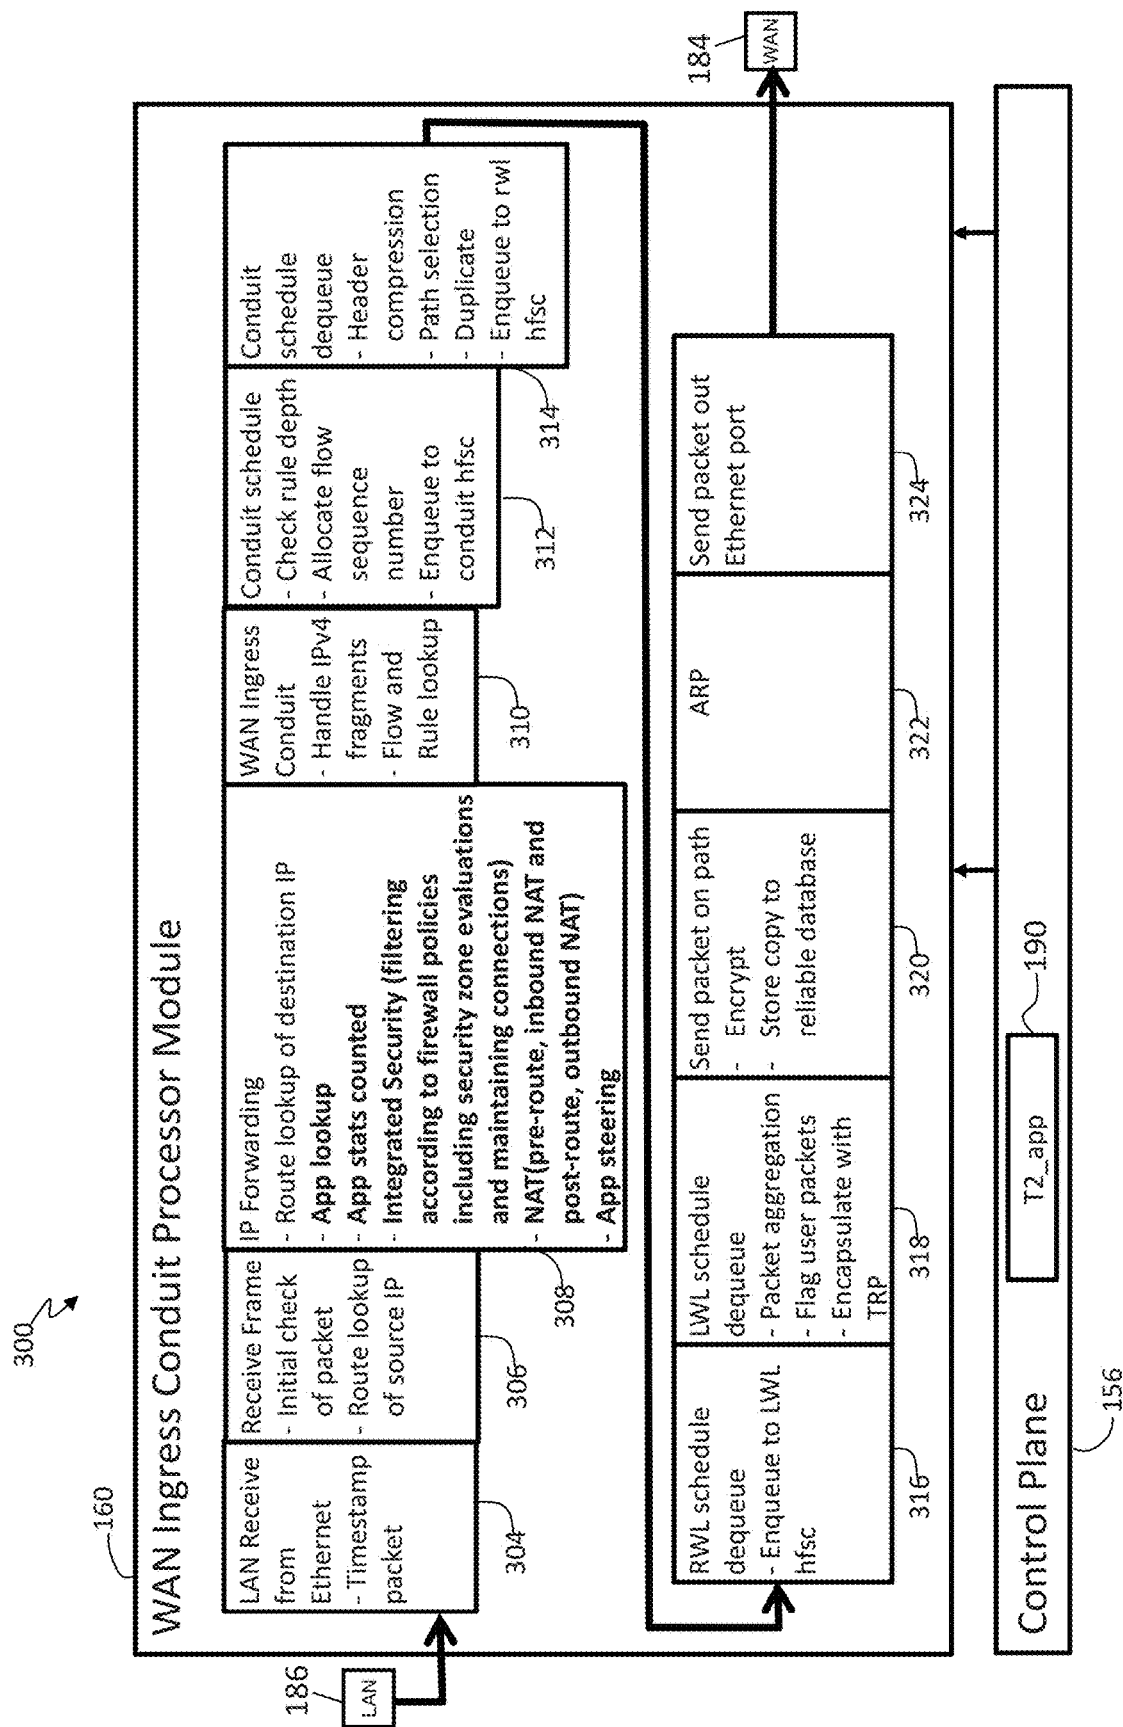 300
160
WAN Ingress Conduit Processor Module
186
LAN
LAN Receive
from
Ethernet
- Timestamp
packet
304
Receive Frame
- Initial check
of packet
- Route lookup
of source IP
306
IP Forwarding
- Route lookup of destination IP
- App lookup
- App stats counted
- Integrated Security (filtering
according to firewall policies
including security zone evaluations
and maintaining connections)
- NAT(pre-route, inbound NAT and
post-route, outbound NAT)
- App steering
308
WAN Ingress
Conduit
- Handle IPv4
fragments
- Flow and
Rule lookup
310
Conduit schedule
- Check rule depth
- Allocate flow
sequence
number
- Enqueue to
conduit hfsc
312
Conduit
schedule
dequeue
- Header
compression
- Path selection
- Duplicate
- Enqueue to rwl
hfsc
314
RWL schedule
dequeue
- Enqueue to LWL
hfsc
316
LWL schedule
dequeue
- Packet aggregation
- Flag user packets
- Encapsulate with
TRP
318
Send packet on path
- Encrypt
- Store copy to
reliable database
320
ARP
322
Send packet out
Ethernet port
324
184
WAN
Control Plane
T2_app
190
156